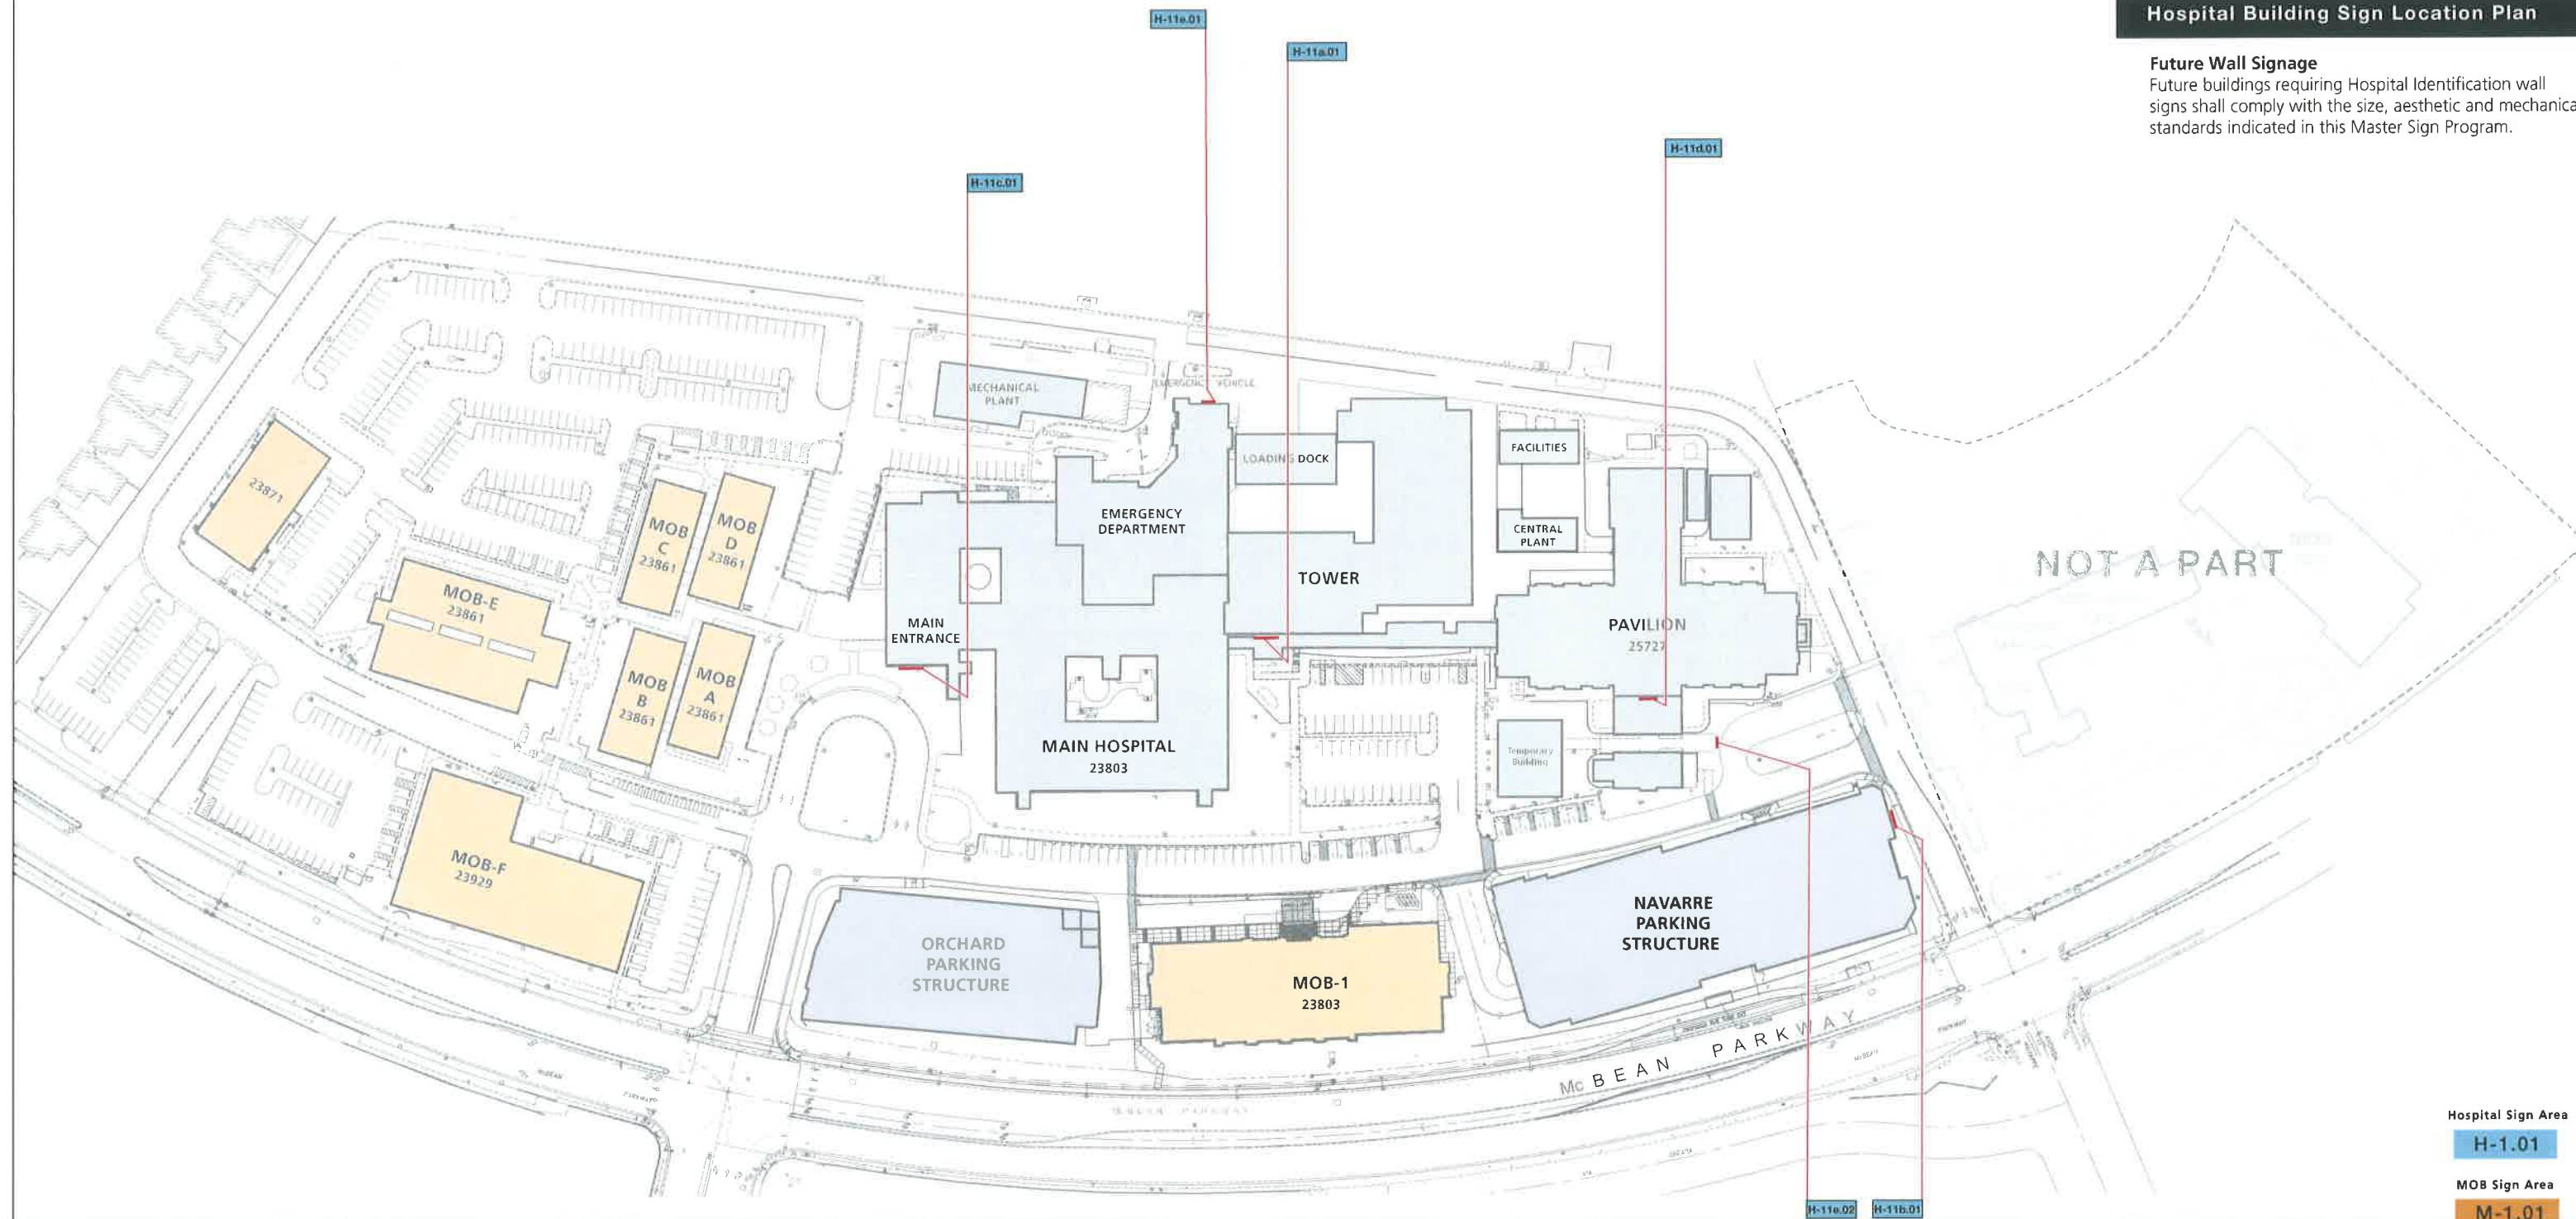 Hospital Building Sign Location Plan
Future Wall Signage
Future buildings requiring Hospital Identification wall
signs shall comply with the size, aesthetic and mechanica
standards indicated in this Master Sign Program.
H-11e.01
H-11a.01
H-11d.01
H-11c.01
MECHANICAL
PLANT
EMERGENCY VEHICLE
LOADING DOCK
FACILITIES
23871
MOB
C
23861
MOB
D
23861
EMERGENCY
DEPARTMENT
CENTRAL
PLANT
NOT A PART
TOWER
MOB-E
23861
MAIN
ENTRANCE
PAVILION
25727
MOB
B
23861
MOB
A
23861
MAIN HOSPITAL
23803
Temporary
Building
MOB-F
23929
ORCHARD
PARKING
STRUCTURE
MOB-1
23803
NAVARRE
PARKING
STRUCTURE
McBEAN PARKWAY
Hospital Sign Area
H-1.01
MOB Sign Area
M-1.01
H-11e.02
H-11b.01